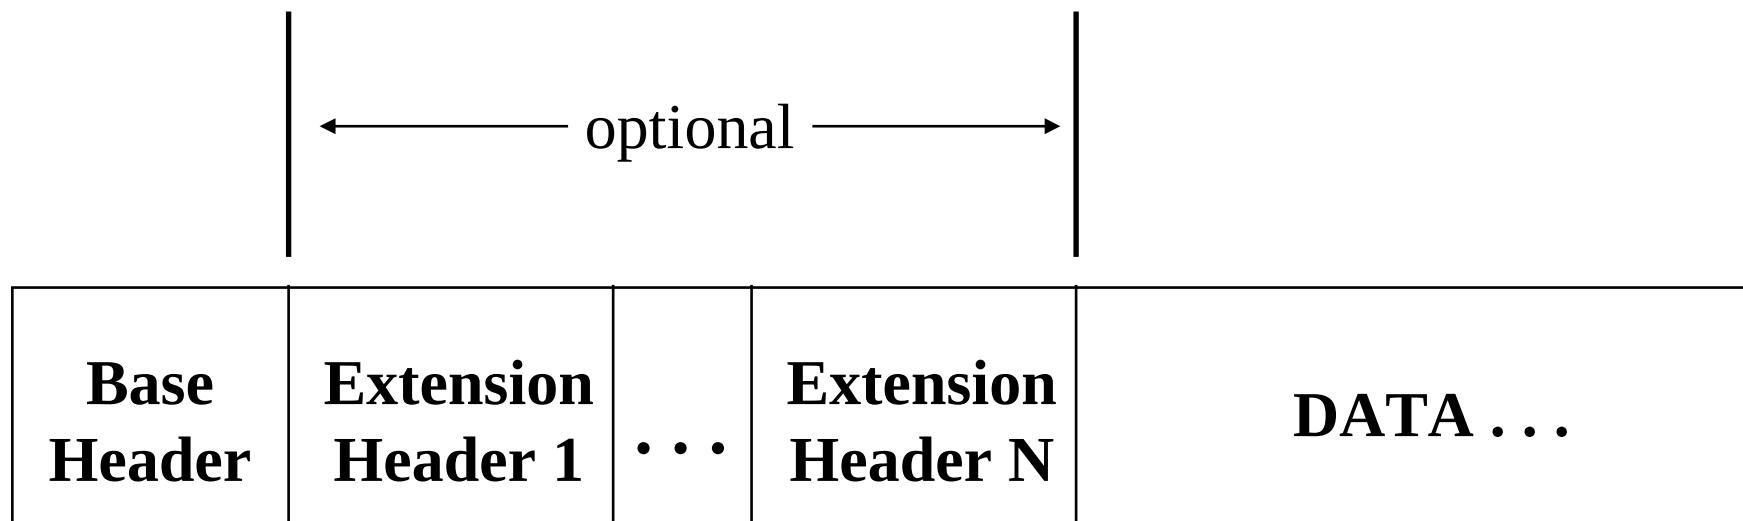 optional
Base
Header
Extension
Header 1
. . .
Extension
Header N
DATA . . .